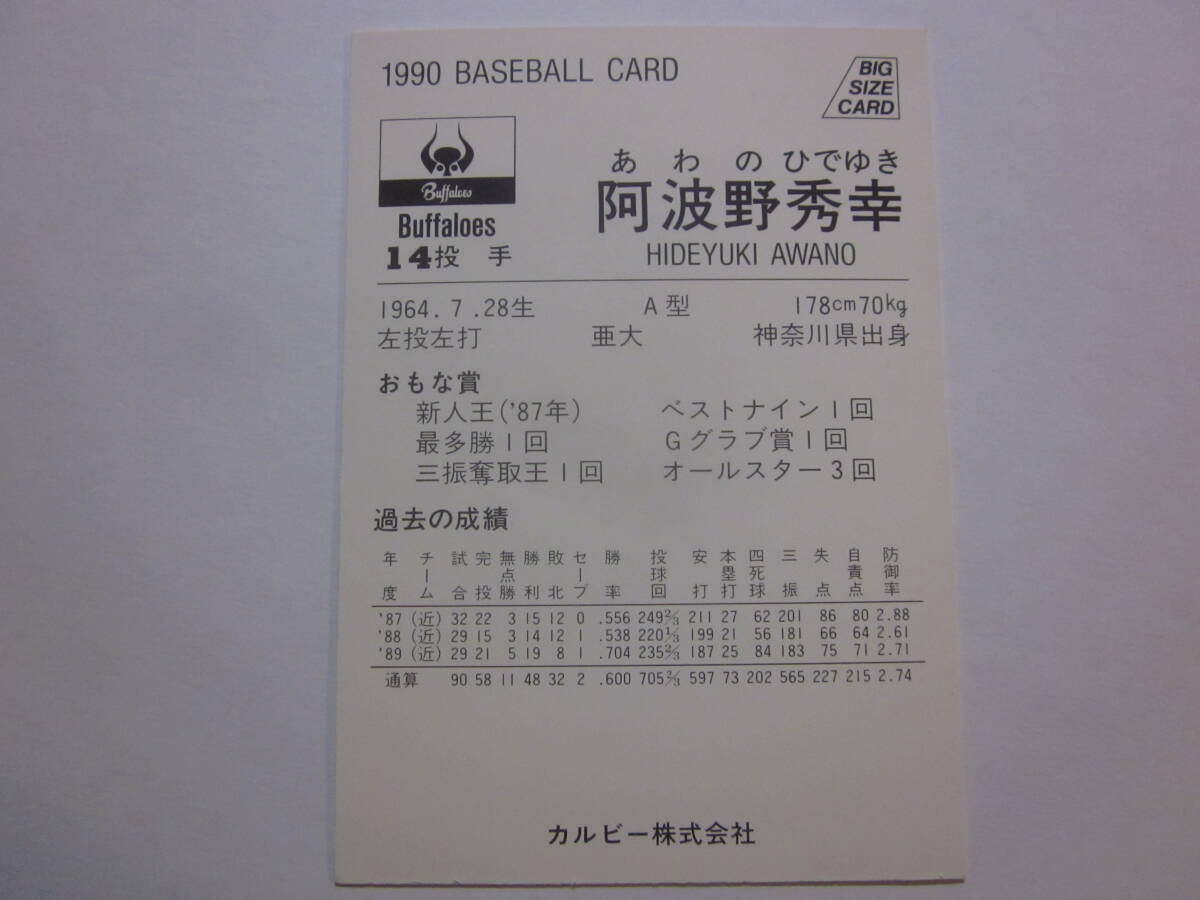 1990 BASEBALL CARD
BIG
SIZE
CARD
Buffaloes
Buffaloes
14投 手
あわのひでゆき
阿波野秀幸
HIDEYUKI AWANO
1964. 7 .28生 A型 178cm70kg
左投左打 亜大 神奈川県出身
おもな賞
新人王('87年) ベストナイン1回
最多勝1回 Gグラブ賞1回
三振奪取王1回 オールスター3回
過去の成績
年度 チーム 試合 完投 無点勝 勝利 敗北 セーブ 勝率 投球回 安打 本塁打 四死球 三振 失点 自責点 防御率
'87 (近) 32 22 3 15 12 0 .556 249 2/3 211 27 62 201 86 80 2.88
'88 (近) 29 15 3 14 12 1 .538 220 1/3 199 21 56 181 66 64 2.61
'89 (近) 29 21 5 19 8 1 .704 235 2/3 187 25 84 183 75 71 2.71
通算 90 58 11 48 32 2 .600 705 2/3 597 73 202 565 227 215 2.74
カルビー株式会社